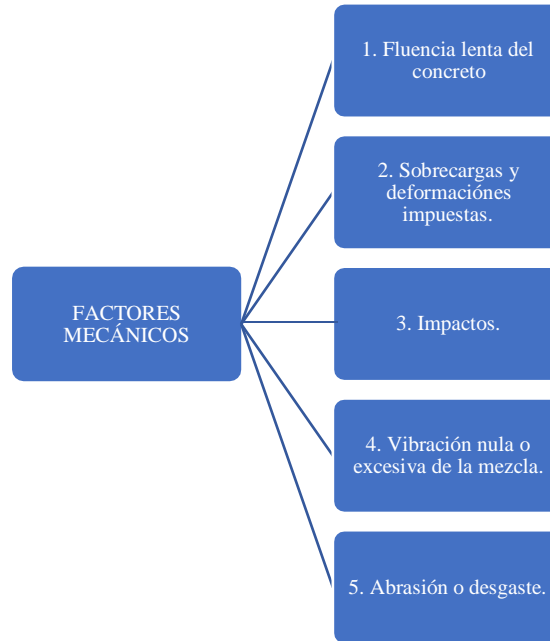 1. Fluencia lenta del
concreto
2. Sobrecargas y
deformaciónes
impuestas.
FACTORES
MECÁNICOS
3. Impactos.
4. Vibración nula o
excesiva de la mezcla.
5. Abrasión o desgaste.